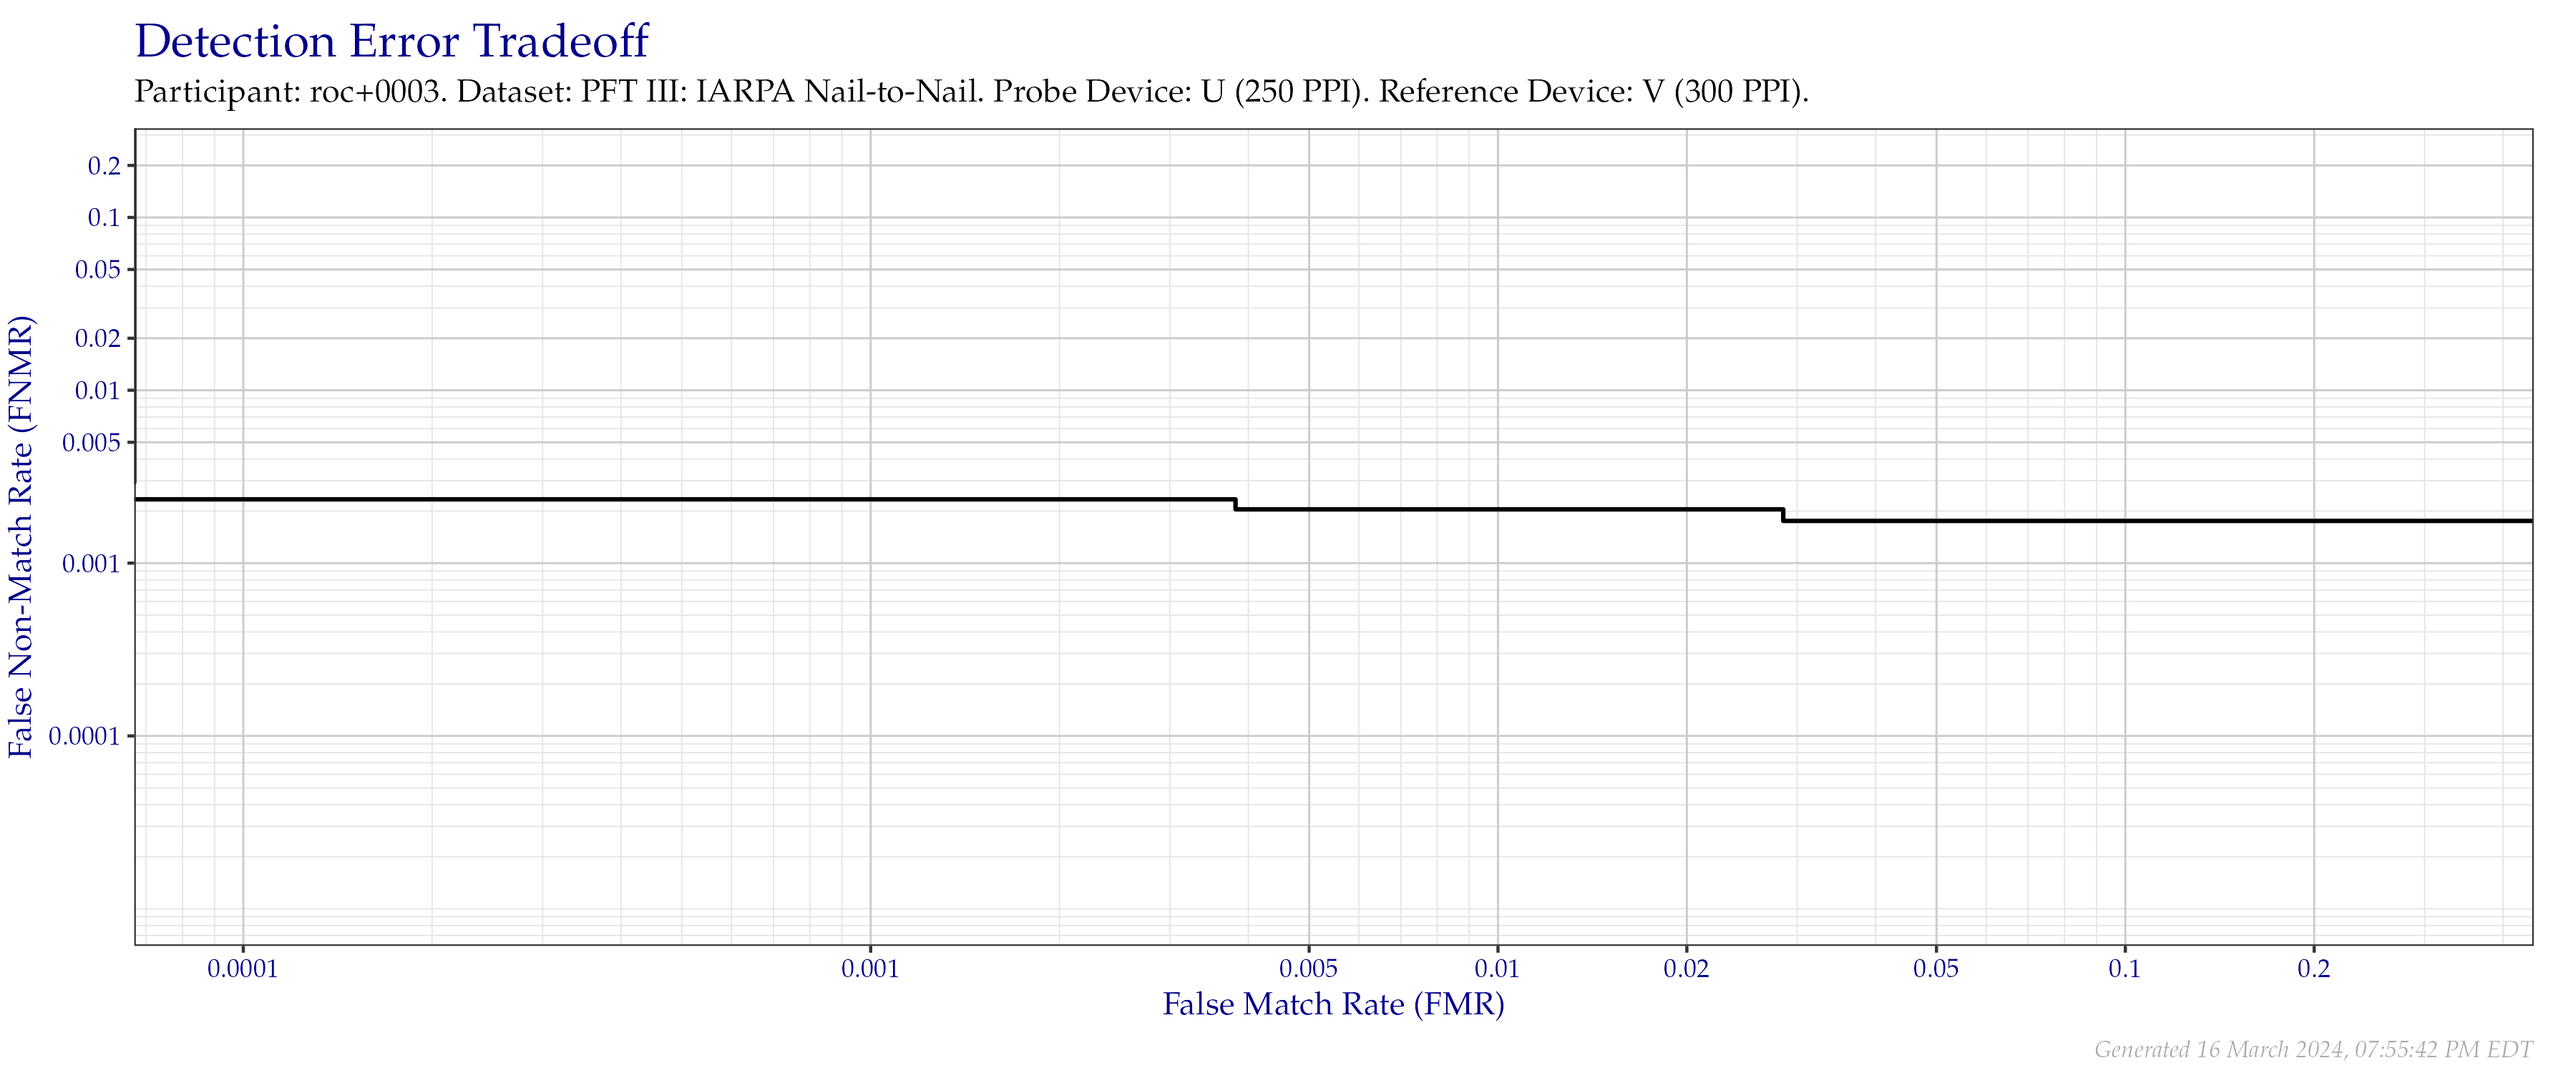 Detection Error Tradeoff
Participant: roc+0003. Dataset: PFT III: IARPA Nail-to-Nail. Probe Device: U (250 PPI). Reference Device: V (300 PPI).
False Non-Match Rate (FNMR)
0.2
0.1
0.05
0.02
0.01
0.005
0.001
0.0001
0.0001 0.001 0.005 0.01 0.02 0.05 0.1 0.2
False Match Rate (FMR)
Generated 16 March 2024, 07:55:42 PM EDT